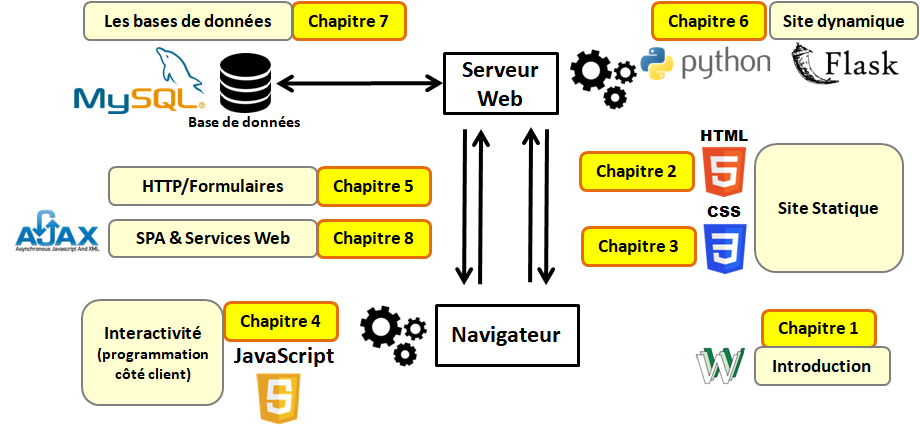 Les bases de données
Chapitre 7
Chapitre 6
Site dynamique
MySQL®
Base de données
Serveur
Web
python
Flask
HTTP/Formulaires
Chapitre 5
AJAX
Asynchronous Javascript And XML
SPA & Services Web
Chapitre 8
HTML
5
Chapitre 2
CSS
3
Chapitre 3
Site Statique
Interactivité
(programmation
côté client)
Chapitre 4
JavaScript
S
Navigateur
Chapitre 1
W
Introduction